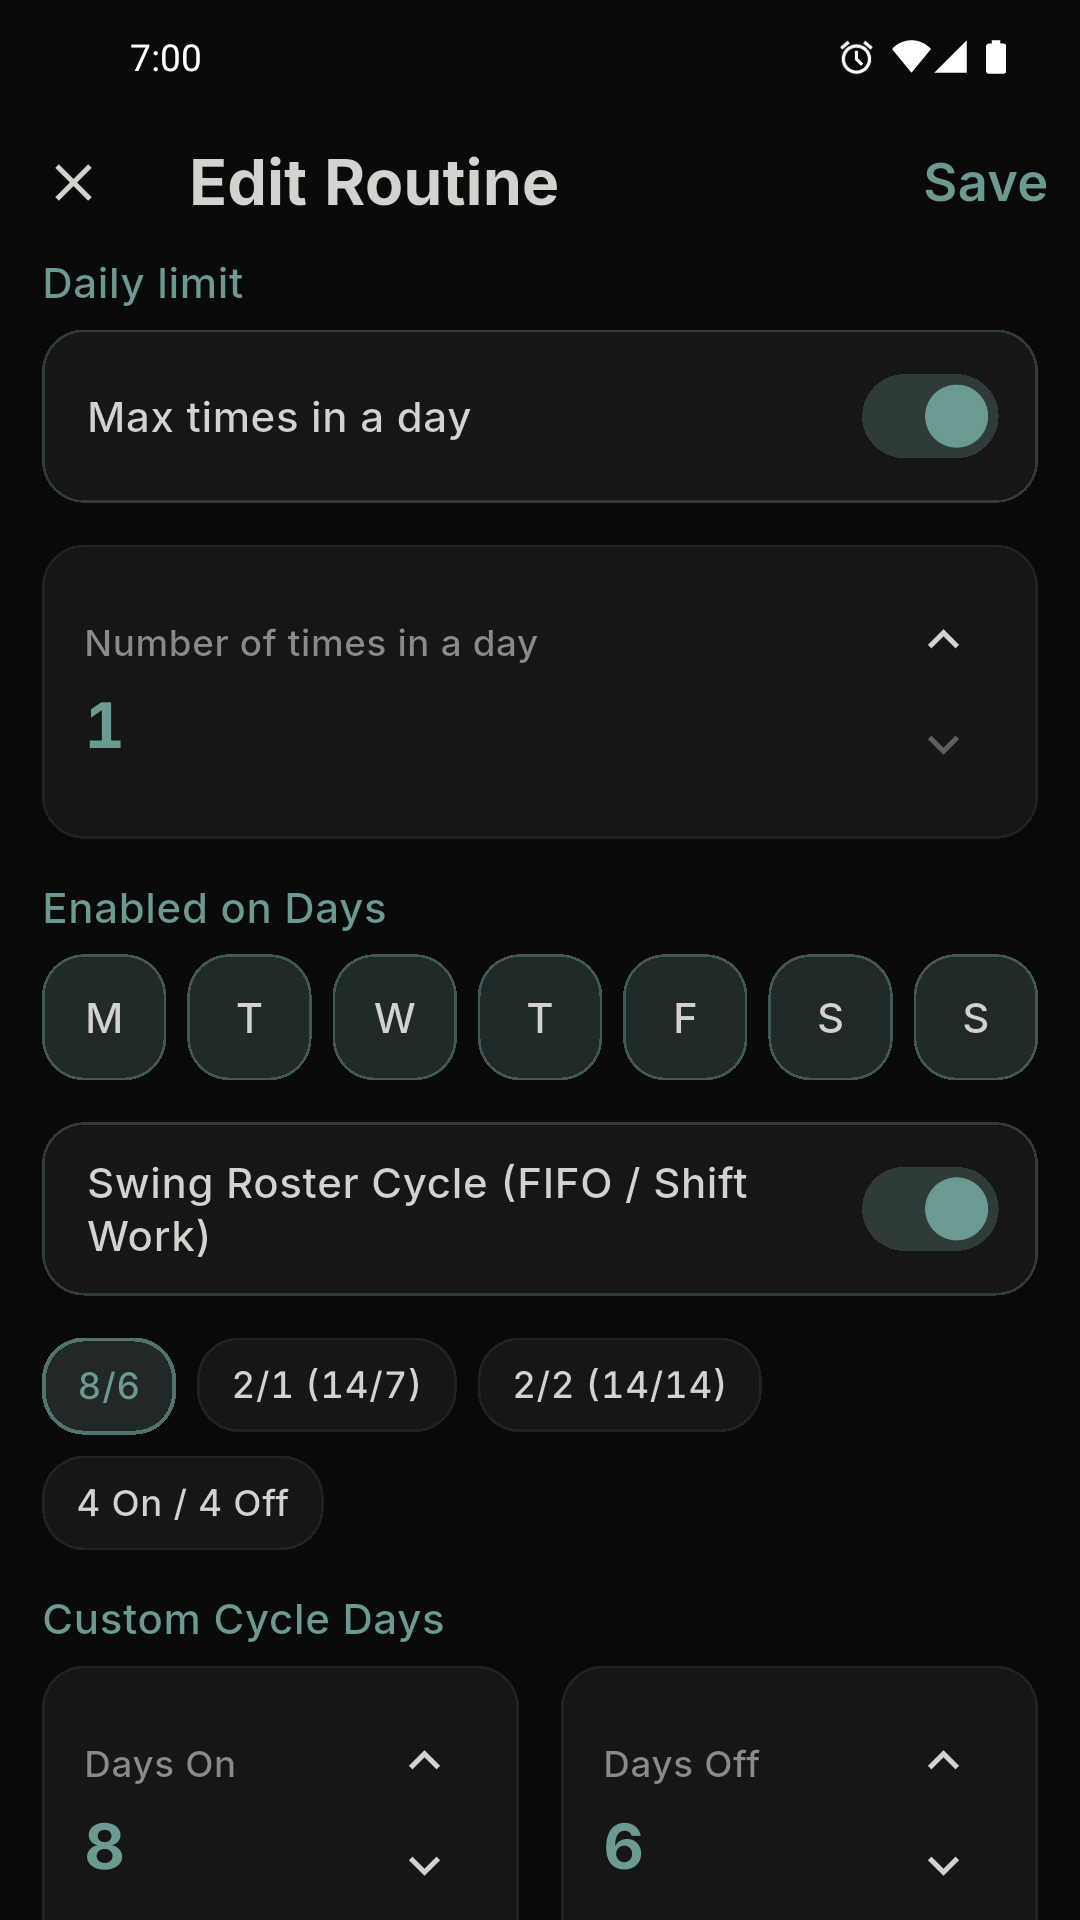 7:00
Edit Routine
Save
Daily limit
Max times in a day
Number of times in a day
1
Enabled on Days
M T W T F S S
Swing Roster Cycle (FIFO / Shift
Work)
8/6
2/1 (14/7)
2/2 (14/14)
4 On / 4 Off
Custom Cycle Days
Days On
8
Days Off
6